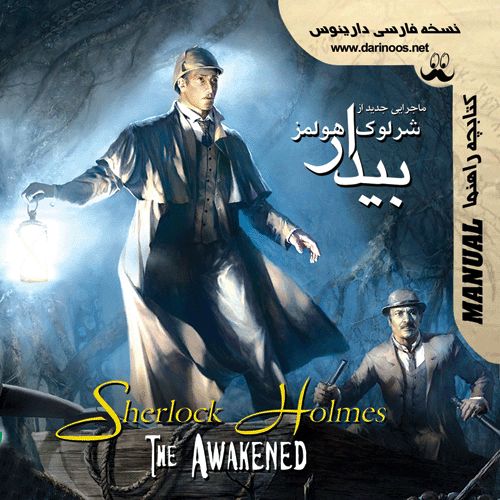 نسخه فارسی دارینوس
www.darinoos.net
ماجرایی جدید از
شرلوک هولمز
بیدار
کتابچه راهنما
MANUAL
Sherlock Holmes
THE AWAKENED